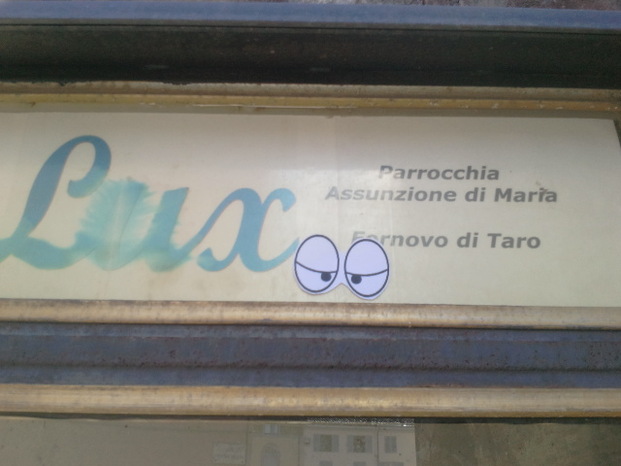 Lux
Parrocchia
Assunzione di Maria
Fornovo di Taro